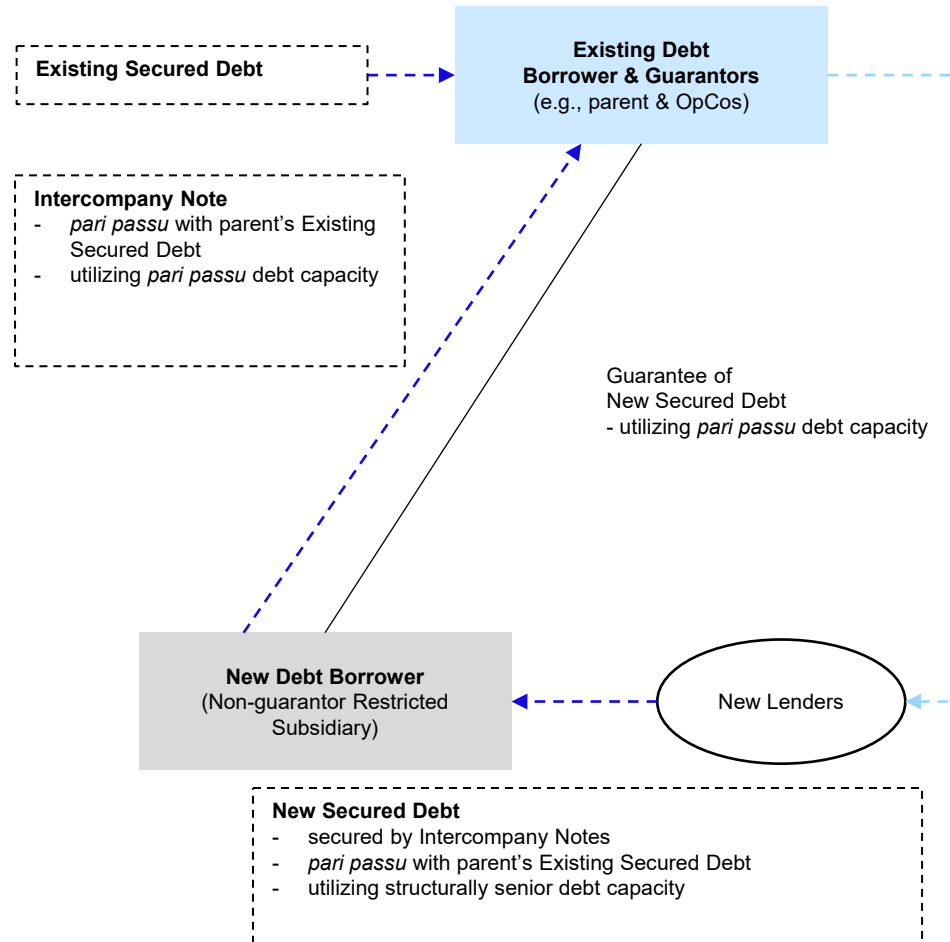 Existing Secured Debt
Existing Debt
Borrower & Guarantors
(e.g., parent & OpCos)
Intercompany Note
- pari passu with parent's Existing
Secured Debt
- utilizing pari passu debt capacity
Guarantee of
New Secured Debt
- utilizing pari passu debt capacity
New Debt Borrower
(Non-guarantor Restricted
Subsidiary)
New Lenders
New Secured Debt
- secured by Intercompany Notes
- pari passu with parent's Existing Secured Debt
- utilizing structurally senior debt capacity